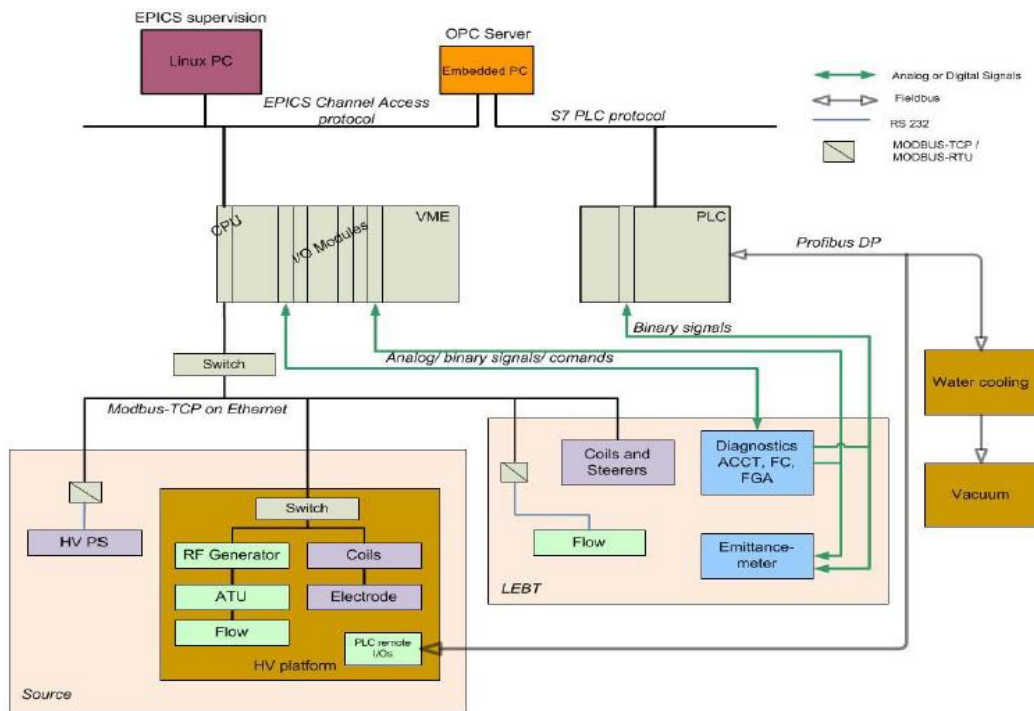 EPICS supervision
OPC Server
Linux PC
Embedded PC
Analog or Digital Signals
Fieldbus
RS 232
MODBUS-TCP /
MODBUS-RTU
EPICS Channel Access
protocol
S7 PLC protocol
CPU
I/O Modules
VME
PLC
Profibus DP
Binary signals
Switch
Analog/ binary signals/ comands
Water cooling
Modbus-TCP on Ethernet
Coils and
Steerers
Diagnostics
ACCT, FC,
FGA
Vacuum
Switch
HV PS
RF Generator
Coils
Flow
Emittance-
meter
ATU
Electrode
LEBT
Flow
PLC remote
I/Os
HV platform
Source